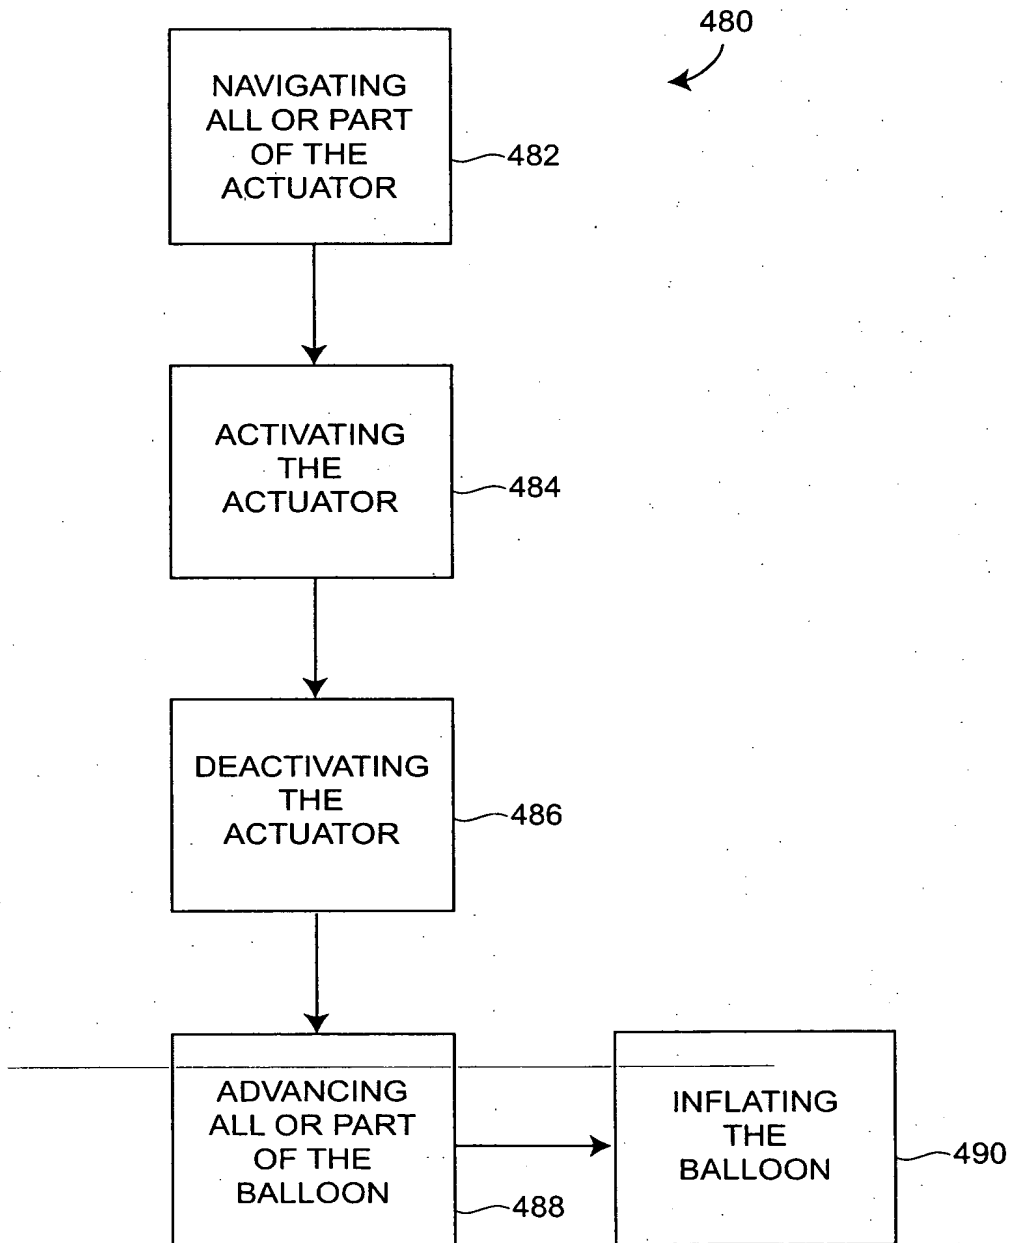 480
NAVIGATING
ALL OR PART
OF THE
ACTUATOR
482
ACTIVATING
THE
ACTUATOR
484
DEACTIVATING
THE
ACTUATOR
486
ADVANCING
ALL OR PART
OF THE
BALLOON
488
INFLATING
THE
BALLOON
490